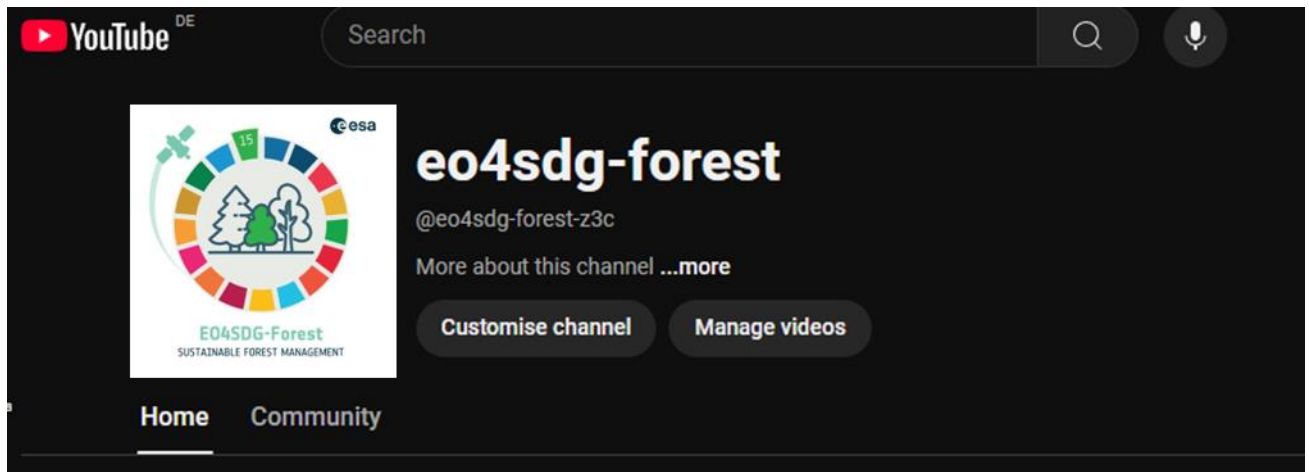 YouTube DE
Search
esa
15
EO4SDG-Forest
SUSTAINABLE FOREST MANAGEMENT
eo4sdg-forest
@eo4sdg-forest-z3c
More about this channel ...more
Customise channel
Manage videos
Home
Community